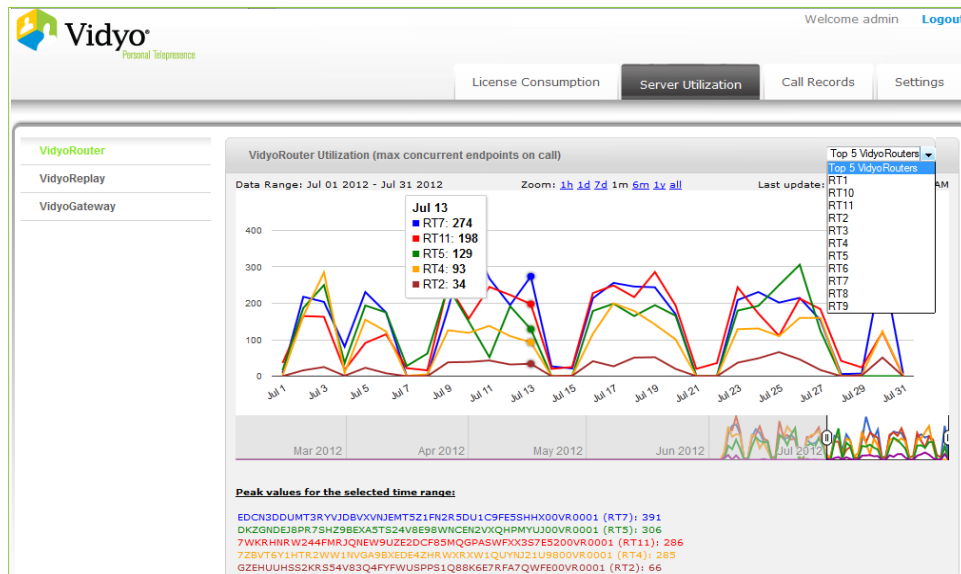 Welcome admin Logout
Vidyo
Personal Telepresence
License Consumption Server Utilization Call Records Settings
VidyoRouter
VidyoReplay
VidyoGateway
VidyoRouter Utilization (max concurrent endpoints on call)
Top 5 VidyoRouters
Top 5 VidyoRouters
RT1
RT10
RT11
RT2
RT3
RT4
RT5
RT6
RT7
RT8
RT9
Data Range: Jul 01 2012 - Jul 31 2012 Zoom: 1h 1d 7d 1m 6m 1y all Last update: AM
Jul 13
RT7: 274
RT11: 198
RT5: 129
RT4: 93
RT2: 34
400
300
200
100
0
Jul 1 Jul 3 Jul 5 Jul 7 Jul 9 Jul 11 Jul 13 Jul 15 Jul 17 Jul 19 Jul 21 Jul 23 Jul 25 Jul 27 Jul 29 Jul 31
Mar 2012 Apr 2012 May 2012 Jun 2012 Jul 2012
Peak values for the selected time range:
EDCN3DDUMT3RYVJDBVXVNJEMT5Z1FN2R5DU1C9FE5SHHX00VR0001 (RT7): 391
DKZGNDEJ8PR7SHZ9BEXA5TS24V8E98WNCEN2VXQHPMYUJ00VR0001 (RT5): 306
7WKRHNRW244FMRJQNEW9UZE2DCF85MQGPASWFXX3S7E5200VR0001 (RT11): 286
7ZBVT6Y1HTR2WW1NVGA9BXEDE4ZHRWXRXW1QUYNJ21U9800VR0001 (RT4): 285
GZEHUUHSS2KRS54V83Q4FYFWUSPPS1Q88K6E7RFA7QWFE00VR0001 (RT2): 66